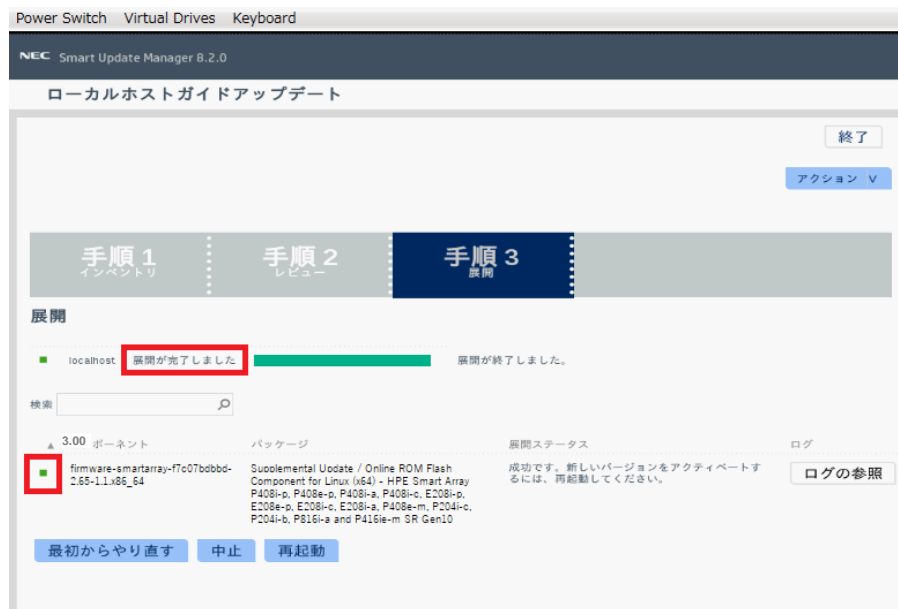 Power Switch Virtual Drives Keyboard
NEC Smart Update Manager 8.2.0
ローカルホストガイドアップデート
終了
アクション ∨
手順 1
インベントリ
手順 2
レビュー
手順 3
展開
展開
localhost 展開が完了しました 展開が終了しました。
検索
3.00 ポーネント パッケージ 展開ステータス ログ
firmware-smartarray-f7c07bdbbd-
2.65-1.1.x86_64
Supplemental Update / Online ROM Flash
Component for Linux (x64) - HPE Smart Array
P408i-p, P408e-p, P408i-a, P408i-c, E208i-p,
E208e-p, E208i-c, E208i-a, P408e-m, P204i-c,
P204i-b, P816i-a and P416ie-m SR Gen10
成功です。新しいバージョンをアクティベートす
るには、再起動してください。
ログの参照
最初からやり直す 中止 再起動